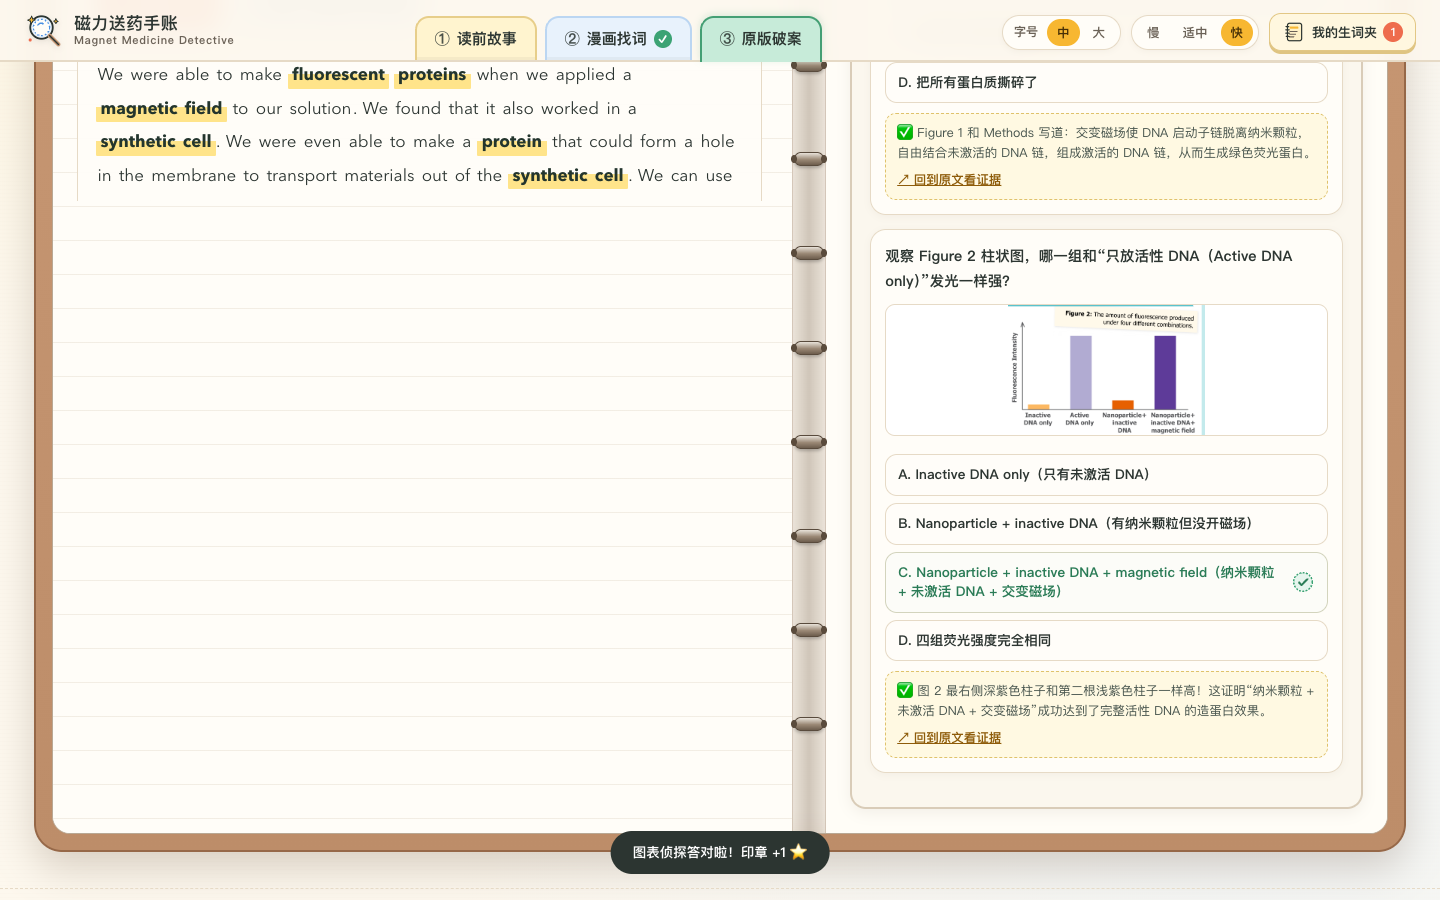 磁力送药手账
Magnet Medicine Detective
① 读前故事
② 漫画找词
③ 原版破案
字号 中 大
慢 适中 快
我的生词夹 1
We were able to make fluorescent proteins when we applied a
magnetic field to our solution. We found that it also worked in a
synthetic cell. We were even able to make a protein that could form a hole
in the membrane to transport materials out of the synthetic cell. We can use
D. 把所有蛋白质撕碎了
✅ Figure 1 和 Methods 写道：交变磁场使 DNA 启动子链脱离纳米颗粒，
自由结合未激活的 DNA 链，组成激活的 DNA 链，从而生成绿色荧光蛋白。
↗ 回到原文看证据
观察 Figure 2 柱状图，哪一组和“只放活性 DNA（Active DNA
only）”发光一样强？
Figure 2: The amount of fluorescence produced
under four different combinations.
Fluorescence Intensity
Inactive
DNA only
Active
DNA only
Nanoparticle+
inactive
DNA
Nanoparticle+
inactive DNA+
magnetic field
A. Inactive DNA only（只有未激活 DNA）
B. Nanoparticle + inactive DNA（有纳米颗粒但没开磁场）
C. Nanoparticle + inactive DNA + magnetic field（纳米颗粒
+ 未激活 DNA + 交变磁场）
D. 四组荧光强度完全相同
✅ 图 2 最右侧深紫色柱子和第二根浅紫色柱子一样高！这证明“纳米颗粒 +
未激活 DNA + 交变磁场”成功达到了完整活性 DNA 的造蛋白效果。
↗ 回到原文看证据
图表侦探答对啦！印章 +1 ⭐